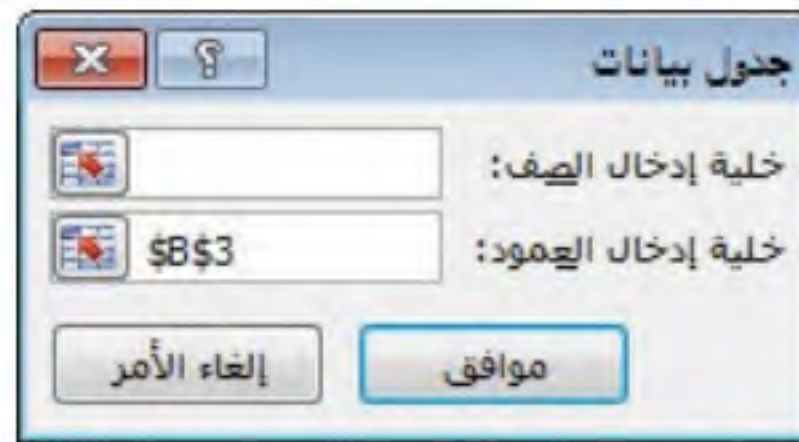 جدول بيانات ?
خلية إدخال الصف:
خلية إدخال العمود: $B$3
موافق إلغاء الأمر